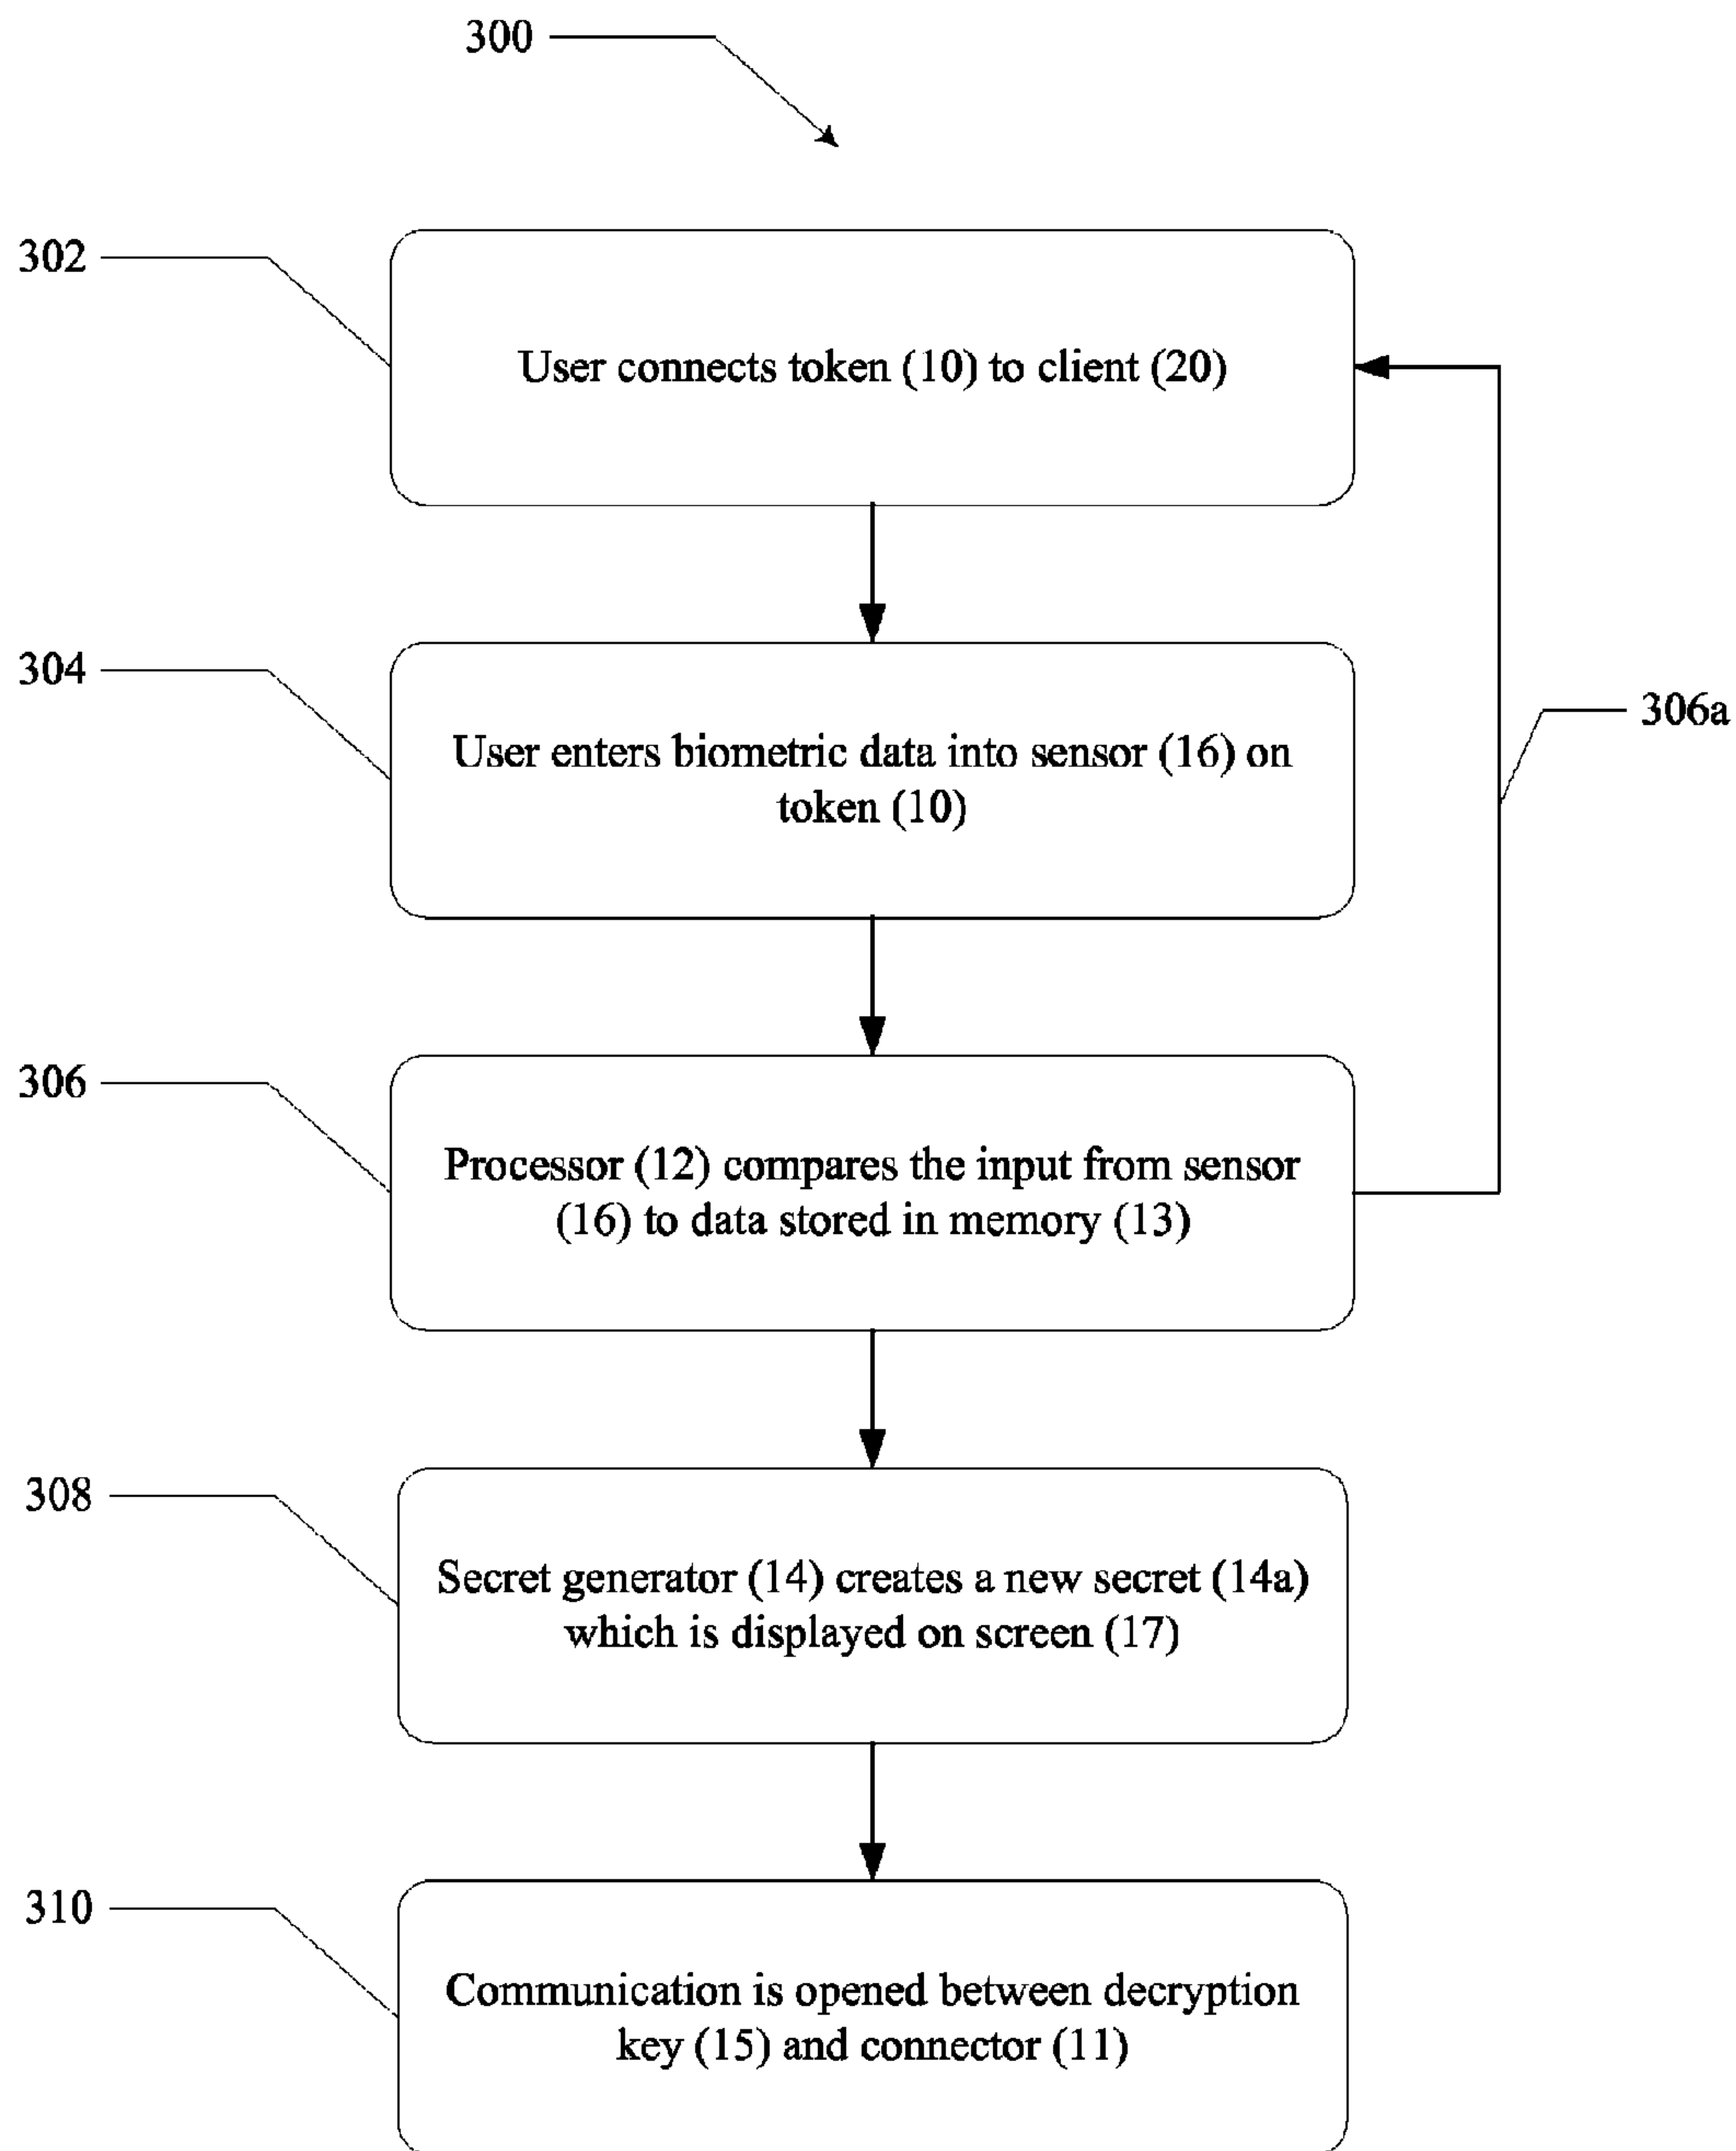 300
302
User connects token (10) to client (20)
304
User enters biometric data into sensor (16) on
token (10)
306a
306
Processor (12) compares the input from sensor
(16) to data stored in memory (13)
308
Secret generator (14) creates a new secret (14a)
which is displayed on screen (17)
310
Communication is opened between decryption
key (15) and connector (11)